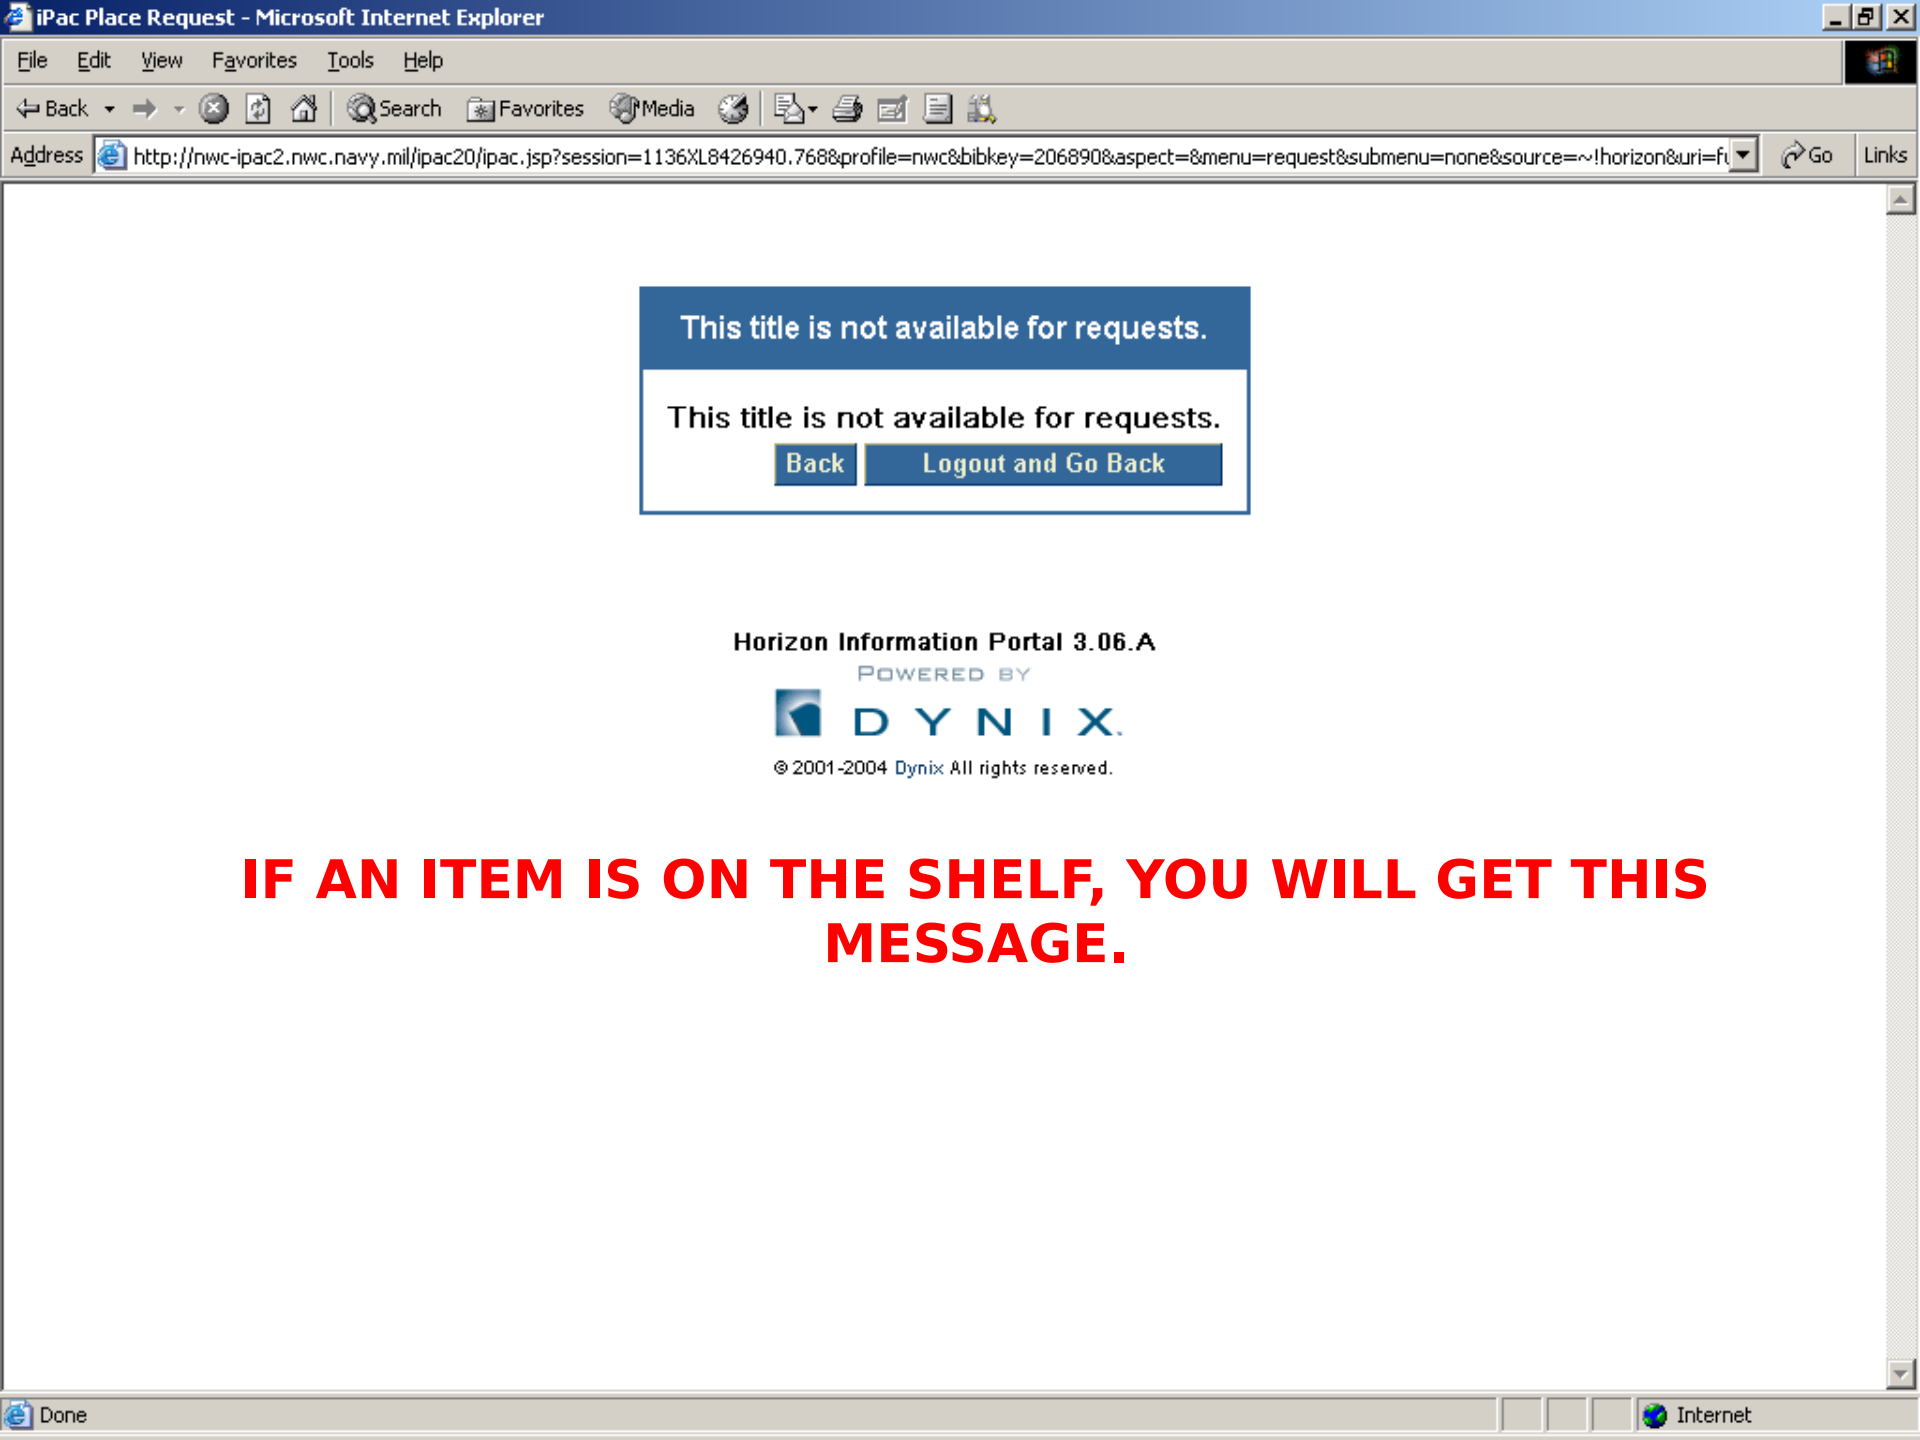 iPac Place Request - Microsoft Internet Explorer
File Edit View Favorites Tools Help
Back Search Favorites Media
Address http://nwc-ipac2.nwc.navy.mil/ipac20/ipac.jsp?session=1136XL8426940.768&profile=nwc&bibkey=206890&aspect=&menu=request&submenu=none&source=~!horizon&uri=fu Go Links
This title is not available for requests.
This title is not available for requests.
Back Logout and Go Back
Horizon Information Portal 3.06.A
POWERED BY
DYNIX.
© 2001-2004 Dynix All rights reserved.
IF AN ITEM IS ON THE SHELF, YOU WILL GET THIS
MESSAGE.
Done Internet